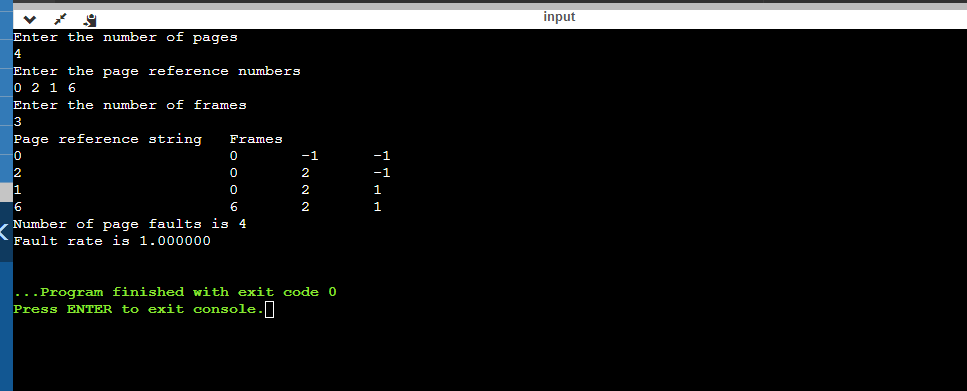 input
Enter the number of pages
4
Enter the page reference numbers
0 2 1 6
Enter the number of frames
3
Page reference string   Frames
0                       0       -1      -1
2                       0       2       -1
1                       0       2       1
6                       6       2       1
Number of page faults is 4
Fault rate is 1.000000
...Program finished with exit code 0
Press ENTER to exit console.